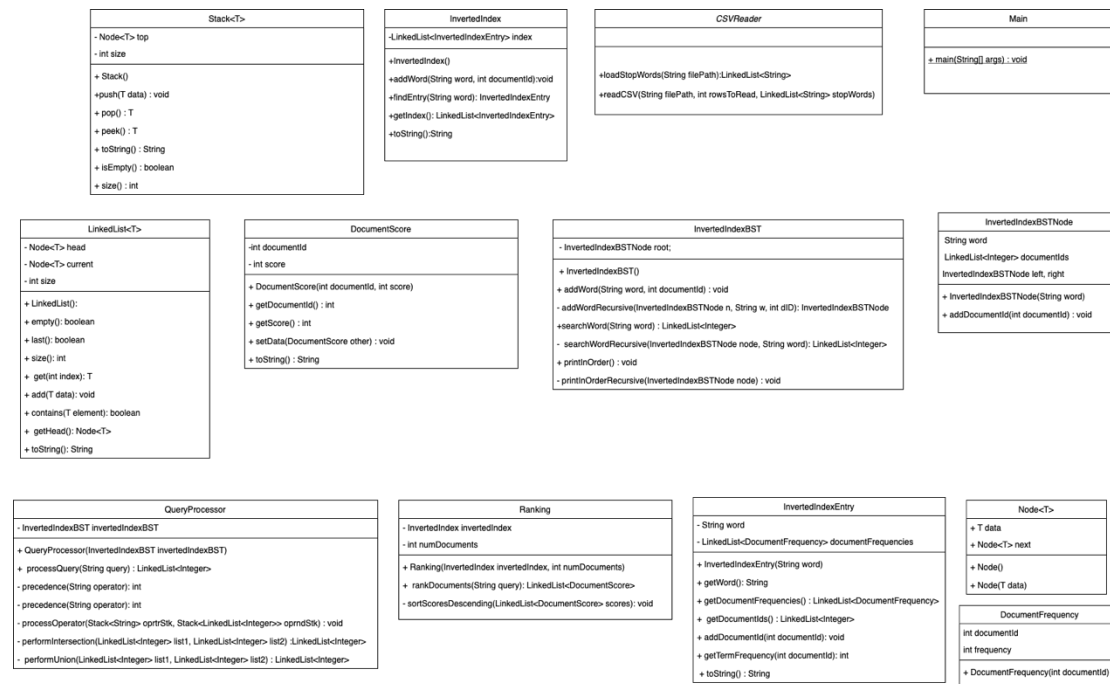 Stack<T>
- Node<T> top
- int size
+ Stack()
+push(T data) : void
+ pop() : T
+ peek() : T
+ toString() : String
+ isEmpty() : boolean
+ size() : int
InvertedIndex
-LinkedList<InvertedIndexEntry> index
+InvertedIndex()
+addWord(String word, int documentId):void
+findEntry(String word): InvertedIndexEntry
+getIndex(): LinkedList<InvertedIndexEntry>
+toString():String
CSVReader
+loadStopWords(String filePath):LinkedList<String>
+readCSV(String filePath, int rowsToRead, LinkedList<String> stopWords)
Main
+ main(String[] args) : void
LinkedList<T>
- Node<T> head
- Node<T> current
- int size
+ LinkedList():
+ empty(): boolean
+ last(): boolean
+ size(): int
+ get(int index): T
+ add(T data): void
+ contains(T element): boolean
+ getHead(): Node<T>
+ toString(): String
DocumentScore
-int documentId
- int score
+ DocumentScore(int documentId, int score)
+ getDocumentId() : int
+ getScore() : int
+ setData(DocumentScore other) : void
+ toString() : String
InvertedIndexBST
- InvertedIndexBSTNode root;
+ InvertedIndexBST()
+ addWord(String word, int documentId) : void
- addWordRecursive(InvertedIndexBSTNode n, String w, int dID): InvertedIndexBSTNode
+searchWord(String word) : LinkedList<Integer>
- searchWordRecursive(InvertedIndexBSTNode node, String word): LinkedList<Integer>
+ printInOrder() : void
- printInOrderRecursive(InvertedIndexBSTNode node) : void
InvertedIndexBSTNode
String word
LinkedList<Integer> documentIds
InvertedIndexBSTNode left, right
+ InvertedIndexBSTNode(String word)
+ addDocumentId(int documentId) : void
QueryProcessor
- InvertedIndexBST invertedIndexBST
+ QueryProcessor(InvertedIndexBST invertedIndexBST)
+ processQuery(String query) : LinkedList<Integer>
- precedence(String operator): int
- precedence(String operator): int
- processOperator(Stack<String> oprtrStk, Stack<LinkedList<Integer>> oprndStk) : void
- performIntersection(LinkedList<Integer> list1, LinkedList<Integer> list2) :LinkedList<Integer>
- performUnion(LinkedList<Integer> list1, LinkedList<Integer> list2) : LinkedList<Integer>
Ranking
- InvertedIndex invertedIndex
- int numDocuments
+ Ranking(InvertedIndex invertedIndex, int numDocuments)
+ rankDocuments(String query): LinkedList<DocumentScore>
- sortScoresDescending(LinkedList<DocumentScore> scores): void
InvertedIndexEntry
- String word
- LinkedList<DocumentFrequency> documentFrequencies
+ InvertedIndexEntry(String word)
+ getWord(): String
+ getDocumentFrequencies() : LinkedList<DocumentFrequency>
+ getDocumentIds() : LinkedList<Integer>
+ addDocumentId(int documentId): void
+ getTermFrequency(int documentId): int
+ toString() : String
Node<T>
+ T data
+ Node<T> next
+ Node()
+ Node(T data)
DocumentFrequency
int documentId
int frequency
+ DocumentFrequency(int documentId)